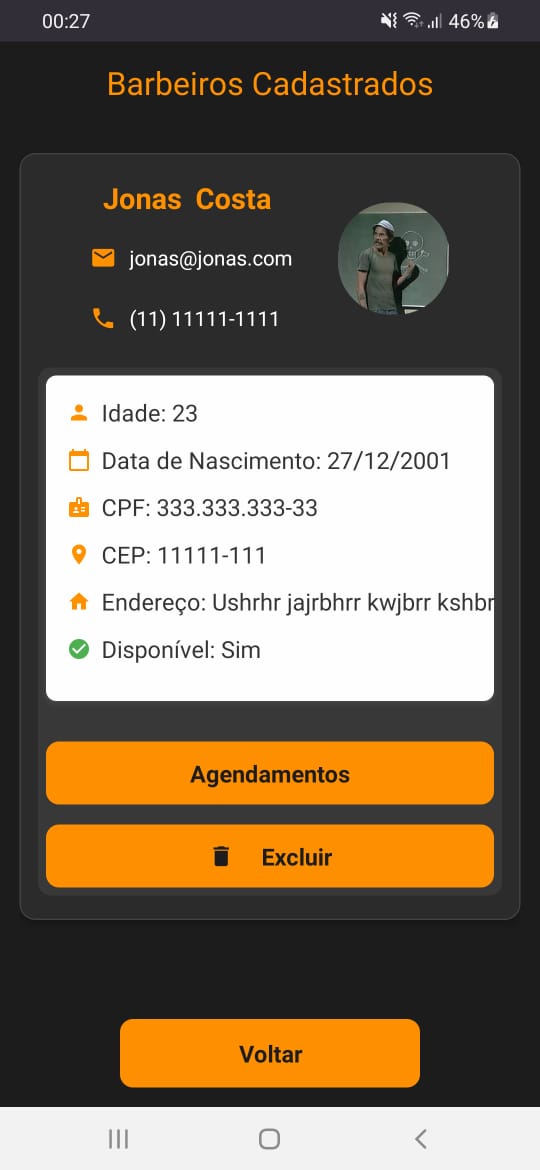 00:27
46%
Barbeiros Cadastrados
Jonas Costa
jonas@jonas.com
(11) 11111-1111
Idade: 23
Data de Nascimento: 27/12/2001
CPF: 333.333.333-33
CEP: 11111-111
Endereço: Ushrhr jajrbhrr kwjbrr kshbr
Disponível: Sim
Agendamentos
Excluir
Voltar